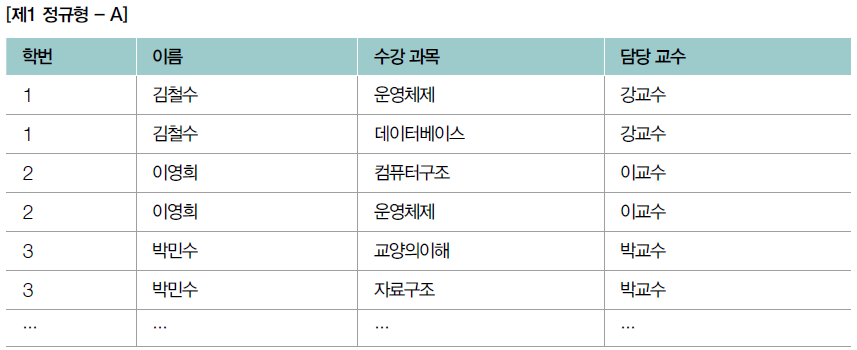 [제1 정규형 – A]
학번 이름 수강 과목 담당 교수
1 김철수 운영체제 강교수
1 김철수 데이터베이스 강교수
2 이영희 컴퓨터구조 이교수
2 이영희 운영체제 이교수
3 박민수 교양의이해 박교수
3 박민수 자료구조 박교수
… … … …